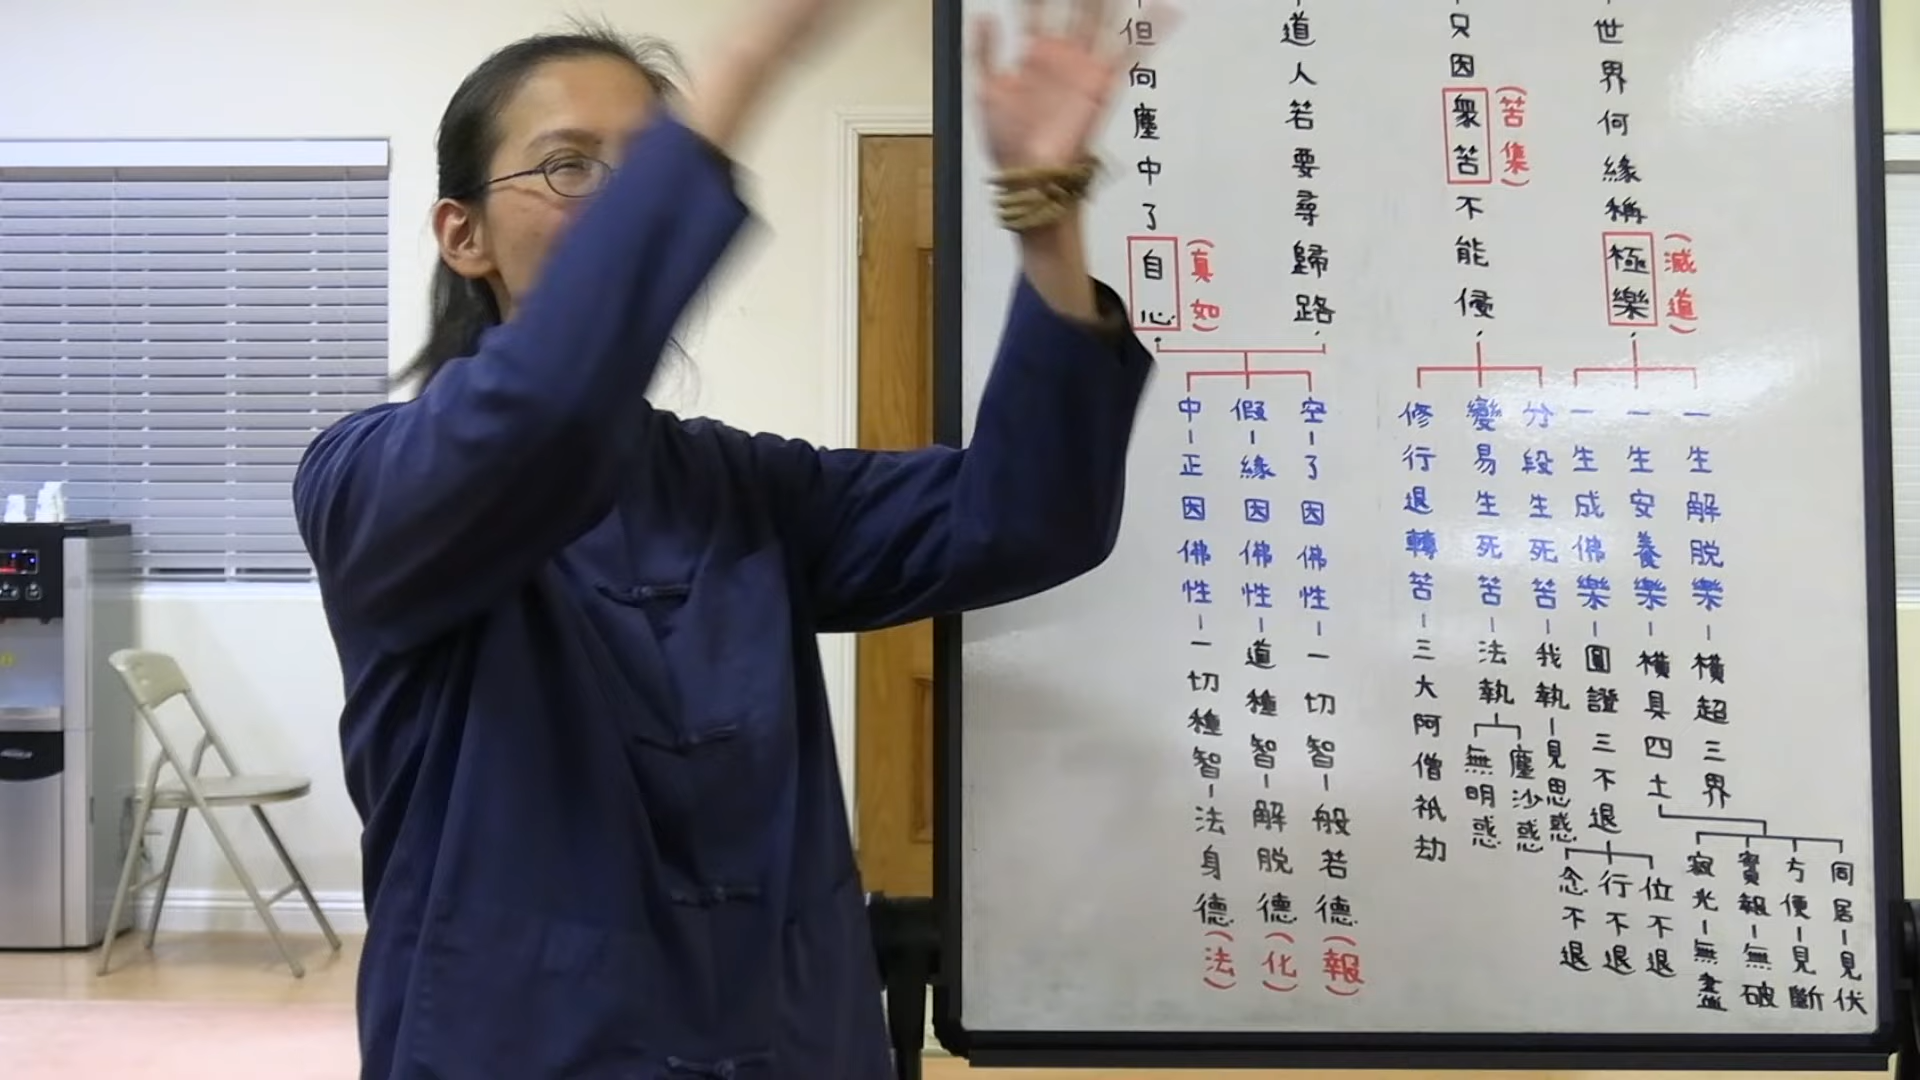 世界何緣稱極樂
(滅道)
只因衆苦不能侵
(苦集)
道人若要尋歸路
但向塵中了自心
(真如)
一生解脱樂-橫超三界
一生安養樂-橫具四土
同居-見伏
方便-見斷
實報-無破
寂光-無盡
一生成佛樂-圓證三不退
位不退
行不退
念不退
分段生死苦-我執-見思惑
變易生死苦-法執
塵沙惑
無明惑
修行退轉苦-三大阿僧祇劫
空-了因佛性-一切智-般若德(報)
假-緣因佛性-道種智-解脱德(化)
中-正因佛性-一切種智-法身德(法)